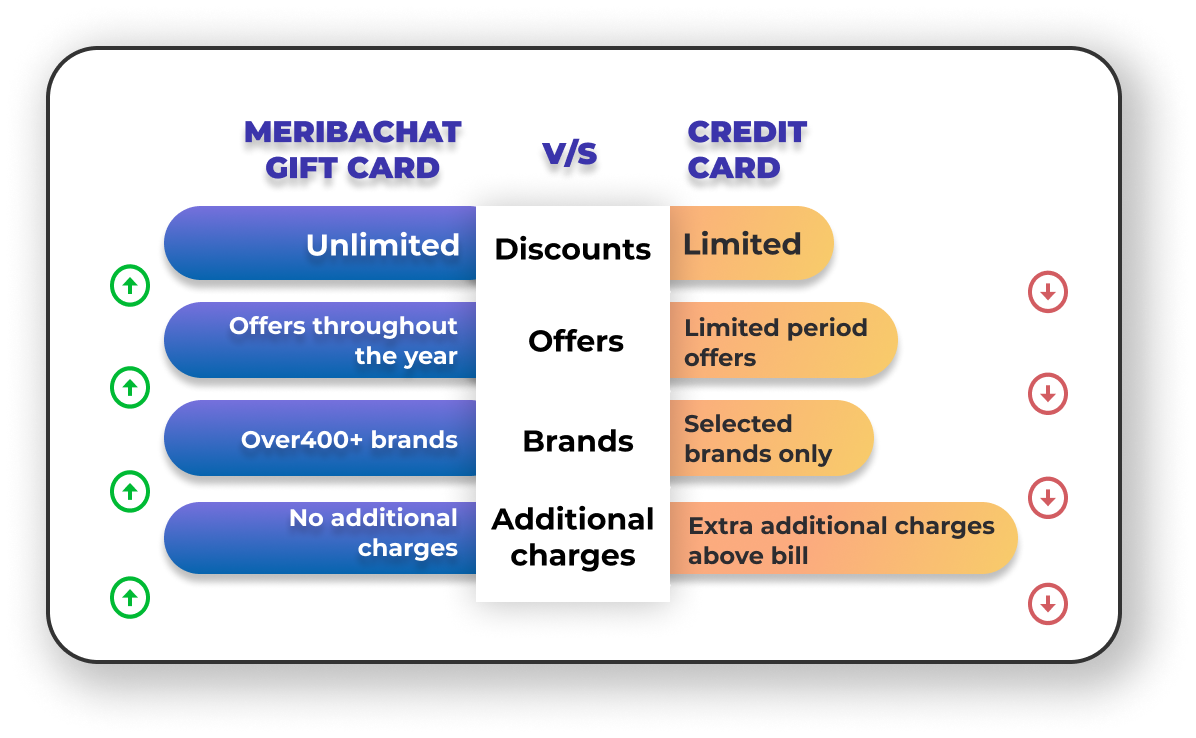 MERIBACHAT
GIFT CARD
V/S
CREDIT
CARD
Unlimited
Discounts
Limited
Offers throughout
the year
Offers
Limited period
offers
Over400+ brands
Brands
Selected
brands only
No additional
charges
Additional
charges
Extra additional charges
above bill